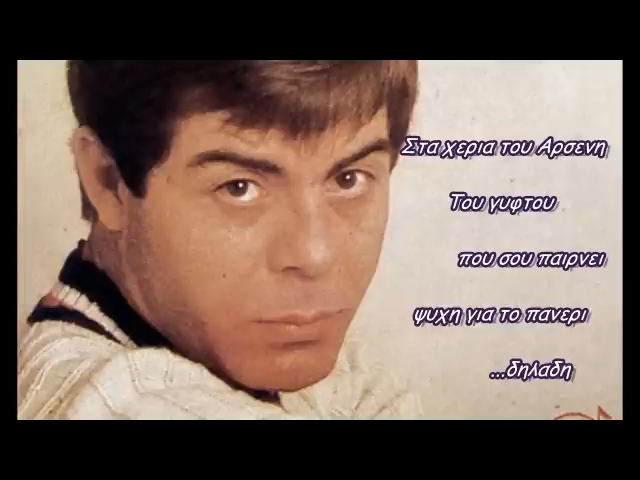 Στα χερια του Αρσενη
Του γυφτου
που σου παιρνει
ψυχη για το πανερι
...δηλαδη